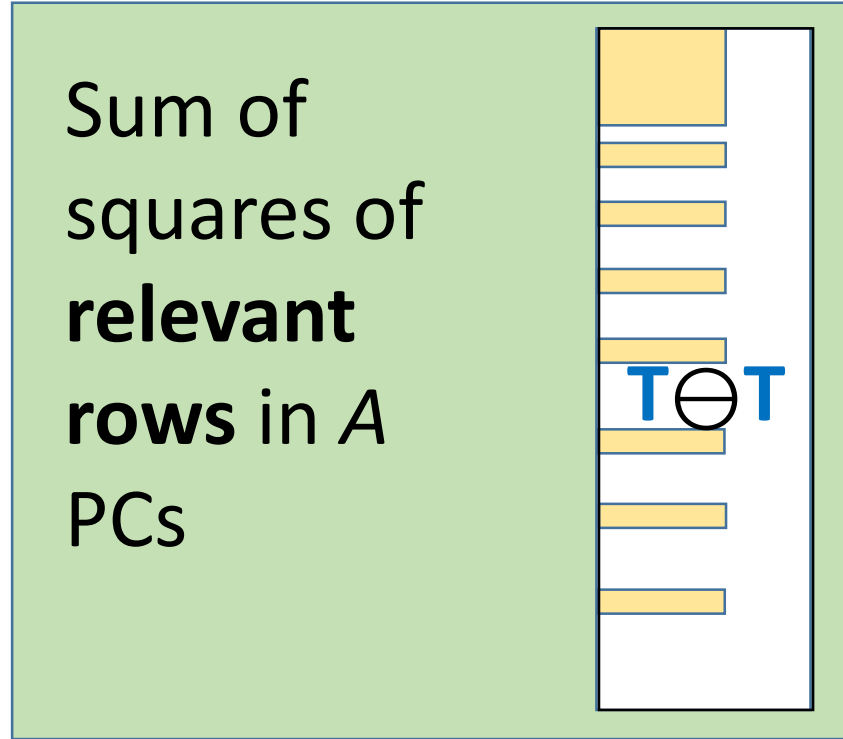 Sum of
squares of
relevant
rows in A
PCs
T⊖T